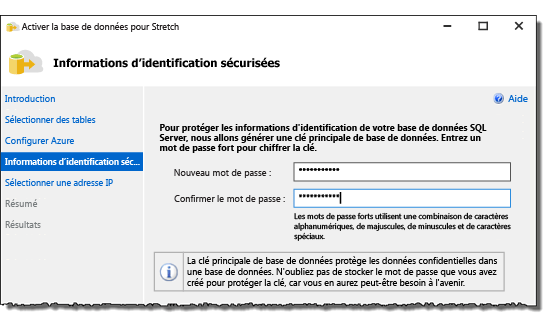 Activer la base de données pour Stretch
Informations d'identification sécurisées
Introduction
Sélectionner des tables
Configurer Azure
Informations d'identification séc...
Sélectionner une adresse IP
Résumé
Résultats
Aide
Pour protéger les informations d'identification de votre base de données SQL
Server, nous allons générer une clé principale de base de données. Entrez un
mot de passe fort pour chiffrer la clé.
Nouveau mot de passe :
•••••••••••
Confirmer le mot de passe :
•••••••••••
Les mots de passe forts utilisent une combinaison de caractères
alphanumériques, de majuscules, de minuscules et de caractères
spéciaux.
La clé principale de base de données protège les données confidentielles dans
une base de données. N'oubliez pas de stocker le mot de passe que vous avez
créé pour protéger la clé, car vous en aurez peut-être besoin à l'avenir.